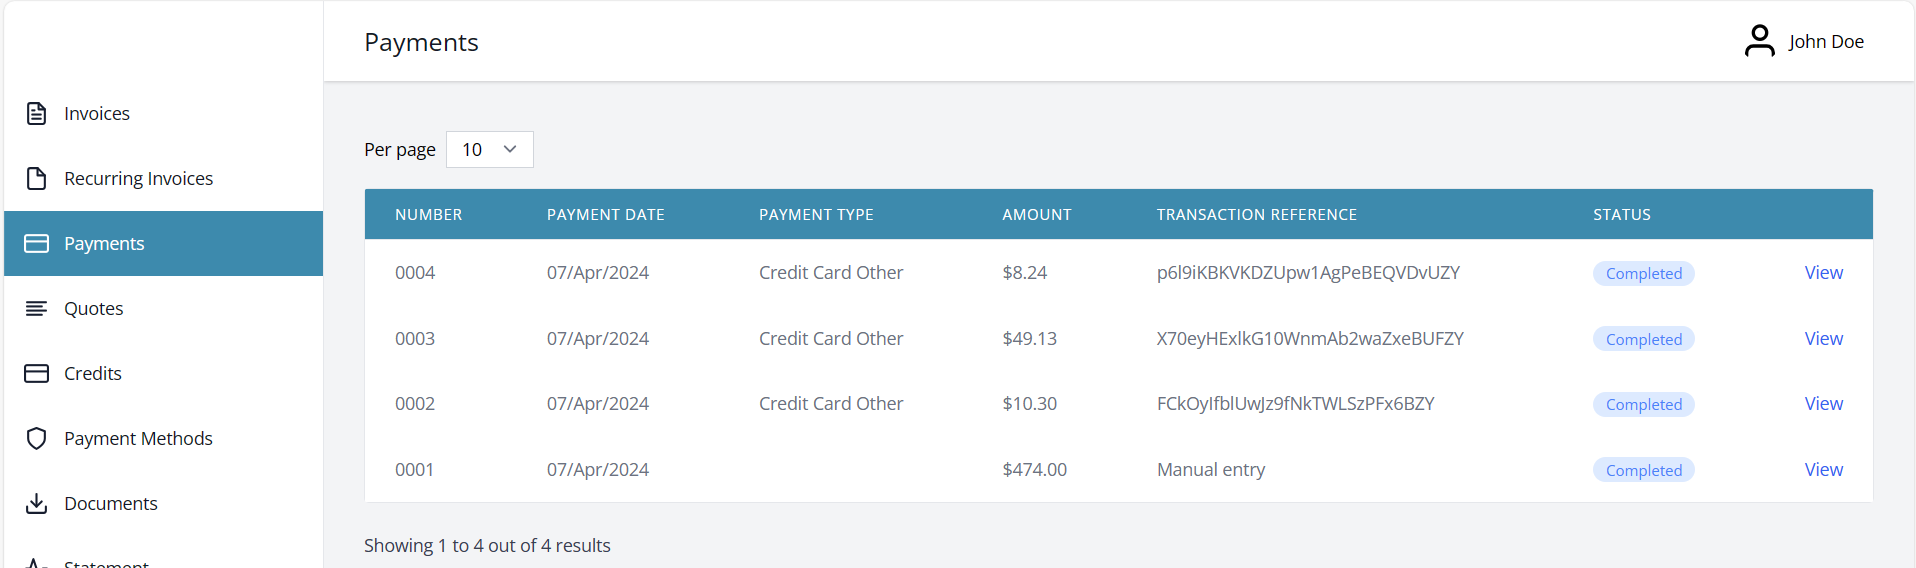 Payments
John Doe
Invoices
Recurring Invoices
Payments
Quotes
Credits
Payment Methods
Documents
Statement
Per page 10
NUMBER PAYMENT DATE PAYMENT TYPE AMOUNT TRANSACTION REFERENCE STATUS
0004 07/Apr/2024 Credit Card Other $8.24 p6l9iKBKVKDZUpw1AgPeBEQVDvUZY Completed View
0003 07/Apr/2024 Credit Card Other $49.13 X70eyHExlkG10WnmAb2waZxeBUFZY Completed View
0002 07/Apr/2024 Credit Card Other $10.30 FCkOyIfblUwJz9fNkTWLSzPFx6BZY Completed View
0001 07/Apr/2024 $474.00 Manual entry Completed View
Showing 1 to 4 out of 4 results